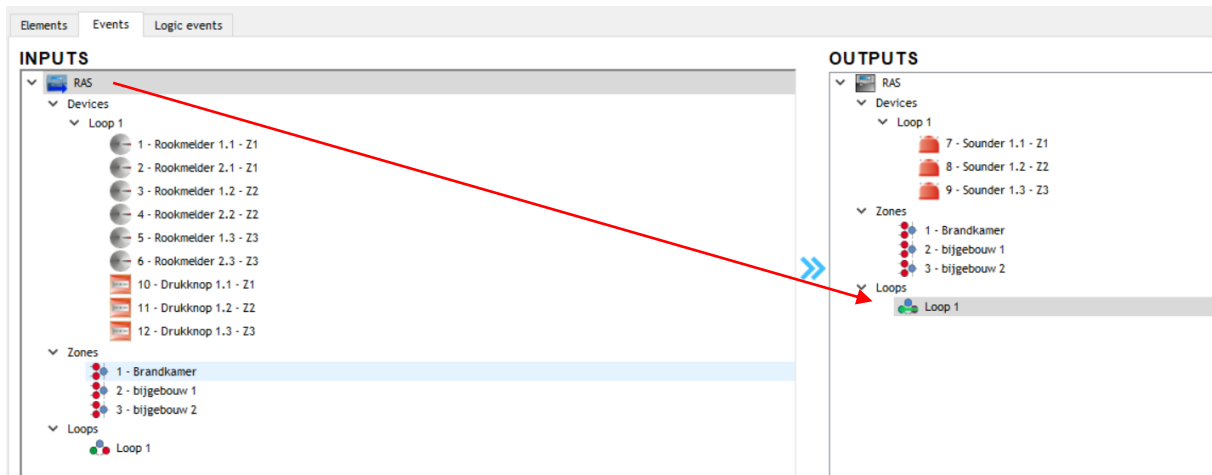 Elements Events Logic events
INPUTS
RAS
Devices
Loop 1
1 - Rookmelder 1.1 - Z1
2 - Rookmelder 2.1 - Z1
3 - Rookmelder 1.2 - Z2
4 - Rookmelder 2.2 - Z2
5 - Rookmelder 1.3 - Z3
6 - Rookmelder 2.3 - Z3
10 - Drukknop 1.1 - Z1
11 - Drukknop 1.2 - Z2
12 - Drukknop 1.3 - Z3
Zones
1 - Brandkamer
2 - bijgebouw 1
3 - bijgebouw 2
Loops
Loop 1
OUTPUTS
RAS
Devices
Loop 1
7 - Sounder 1.1 - Z1
8 - Sounder 1.2 - Z2
9 - Sounder 1.3 - Z3
Zones
1 - Brandkamer
2 - bijgebouw 1
3 - bijgebouw 2
Loops
Loop 1